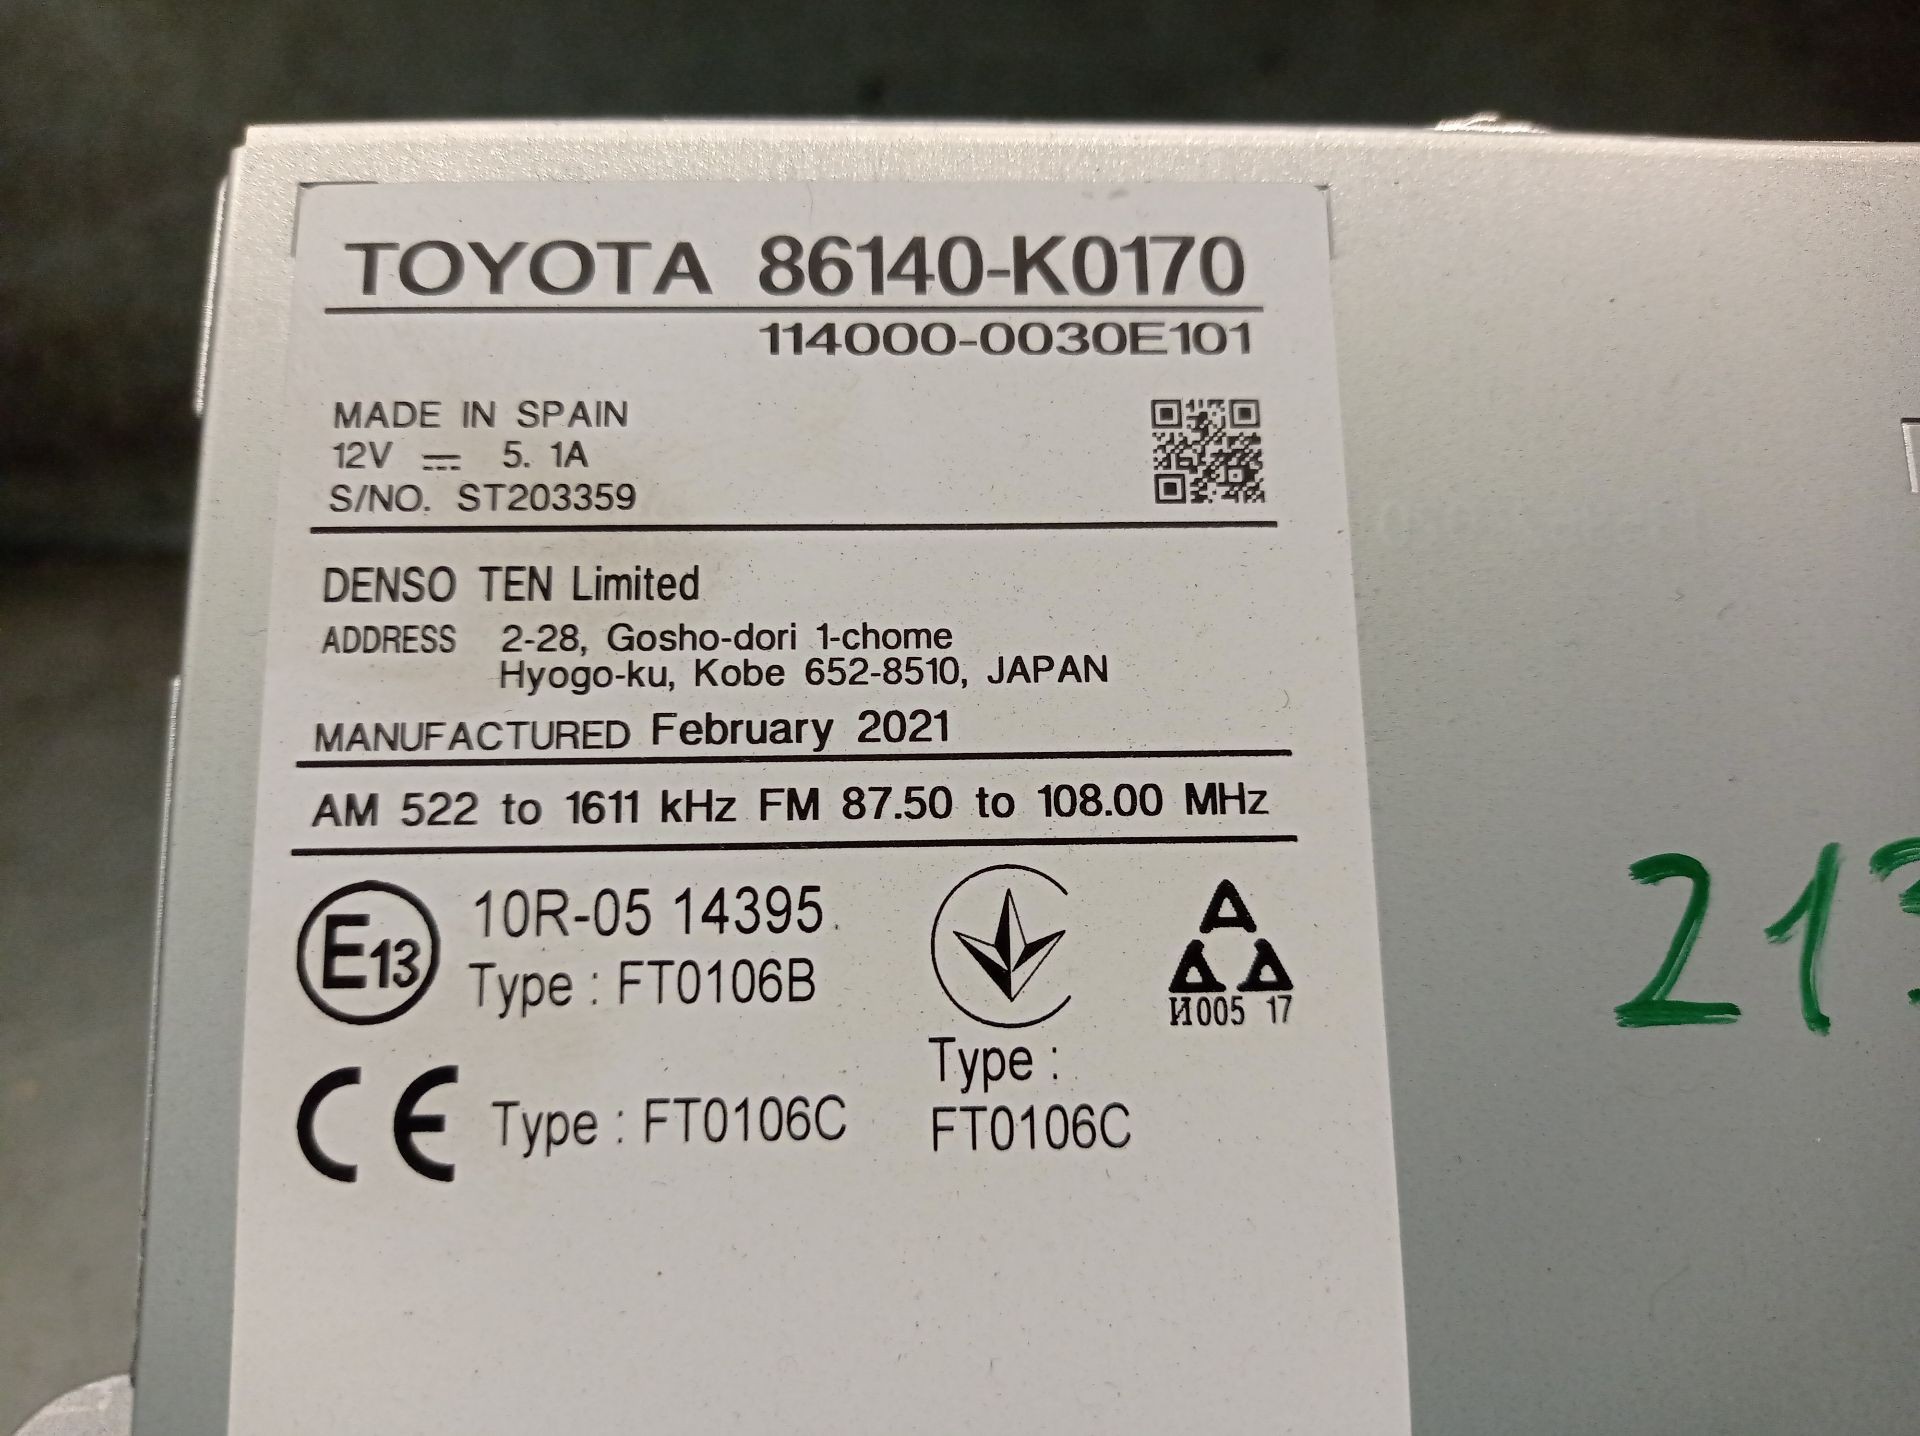 TOYOTA 86140-K0170
114000-0030E101
MADE IN SPAIN
12V ⎓ 5. 1A
S/NO. ST203359
DENSO TEN Limited
ADDRESS 2-28, Gosho-dori 1-chome
Hyogo-ku, Kobe 652-8510, JAPAN
MANUFACTURED February 2021
AM 522 to 1611 kHz FM 87.50 to 108.00 MHz
E13 10R-05 14395
Type : FT0106B
И005 17
CE Type : FT0106C
Type :
FT0106C
21